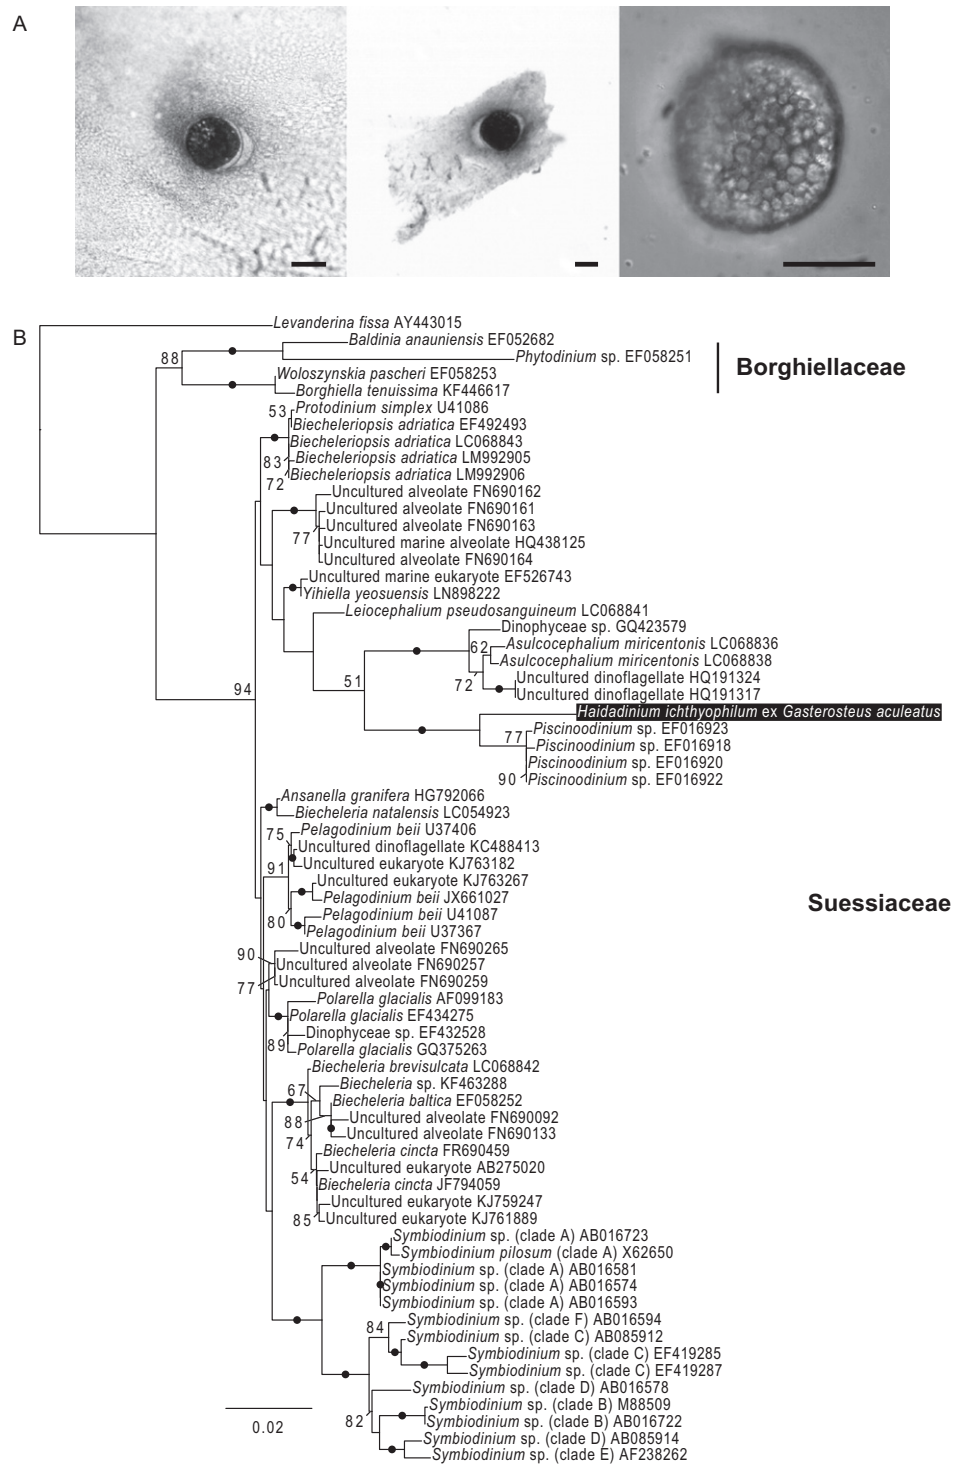 A
B
Levanderina fissa AY443015
Baldinia anauniensis EF052682
Phytodinium sp. EF058251
88
Borghiellaceae
Woloszynskia pascheri EF058253
Borghiella tenuissima KF446617
Protodinium simplex U41086
53
Biecheleriopsis adriatica EF492493
Biecheleriopsis adriatica LC068843
Biecheleriopsis adriatica LM992905
83
Biecheleriopsis adriatica LM992906
72
Uncultured alveolate FN690162
Uncultured alveolate FN690161
Uncultured alveolate FN690163
77
Uncultured marine alveolate HQ438125
Uncultured alveolate FN690164
Uncultured marine eukaryote EF526743
Yihiella yeosuensis LN898222
Leiocephalium pseudosanguineum LC068841
Dinophyceae sp. GQ423579
62
Asulcocephalium miricentonis LC068836
Asulcocephalium miricentonis LC068838
51
72
Uncultured dinoflagellate HQ191324
94
Uncultured dinoflagellate HQ191317
Haidadinium ichthyophilum ex Gasterosteus aculeatus
Piscinoodinium sp. EF016923
77
Piscinoodinium sp. EF016918
Piscinoodinium sp. EF016920
90
Piscinoodinium sp. EF016922
Ansanella granifera HG792066
Biecheleria natalensis LC054923
75
Pelagodinium beii U37406
Uncultured dinoflagellate KC488413
Uncultured eukaryote KJ763182
91
Uncultured eukaryote KJ763267
Pelagodinium beii JX661027
Suessiaceae
80
Pelagodinium beii U41087
Pelagodinium beii U37367
90
Uncultured alveolate FN690265
Uncultured alveolate FN690257
77
Uncultured alveolate FN690259
Polarella glacialis AF099183
Polarella glacialis EF434275
Dinophyceae sp. EF432528
89
Polarella glacialis GQ375263
Biecheleria brevisulcata LC068842
67
Biecheleria sp. KF463288
Biecheleria baltica EF058252
88
Uncultured alveolate FN690092
74
Uncultured alveolate FN690133
Biecheleria cincta FR690459
Uncultured eukaryote AB275020
54
Biecheleria cincta JF794059
Uncultured eukaryote KJ759247
85
Uncultured eukaryote KJ761889
Symbiodinium sp. (clade A) AB016723
Symbiodinium pilosum (clade A) X62650
Symbiodinium sp. (clade A) AB016581
Symbiodinium sp. (clade A) AB016574
Symbiodinium sp. (clade A) AB016593
84
Symbiodinium sp. (clade F) AB016594
Symbiodinium sp. (clade C) AB085912
Symbiodinium sp. (clade C) EF419285
Symbiodinium sp. (clade C) EF419287
Symbiodinium sp. (clade D) AB016578
Symbiodinium sp. (clade B) M88509
82
Symbiodinium sp. (clade B) AB016722
0.02
Symbiodinium sp. (clade D) AB085914
Symbiodinium sp. (clade E) AF238262